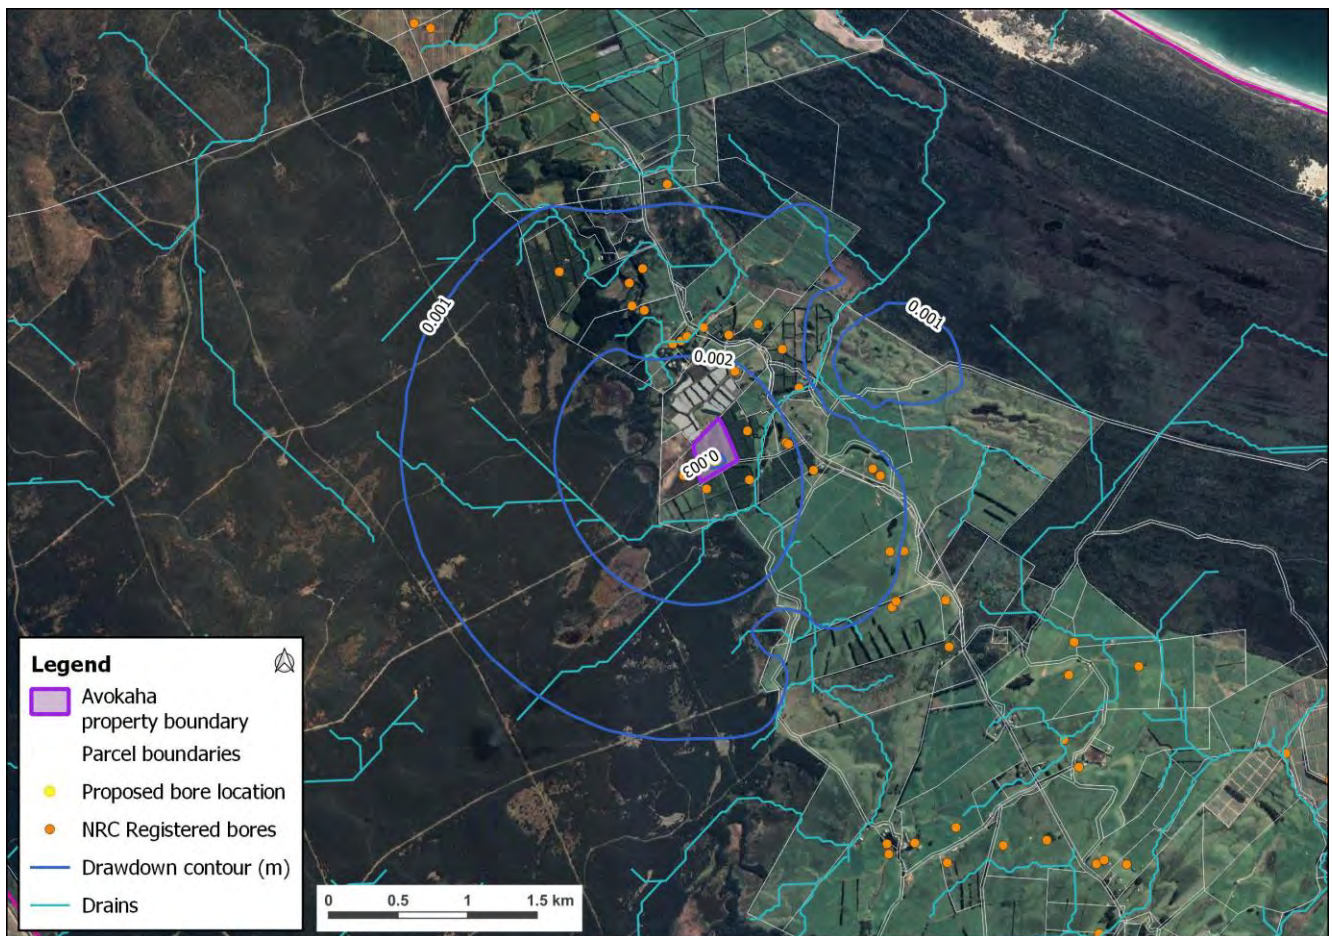 0.001
0.001
0.002
0.003
Legend
Avokaha
property boundary
Parcel boundaries
Proposed bore location
NRC Registered bores
Drawdown contour (m)
Drains
0 0.5 1 1.5 km